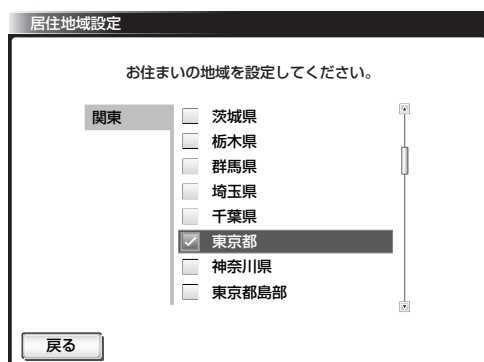 居住地域設定
お住まいの地域を設定してください。
関東
茨城県
栃木県
群馬県
埼玉県
千葉県
東京都
神奈川県
東京都島部
戻る